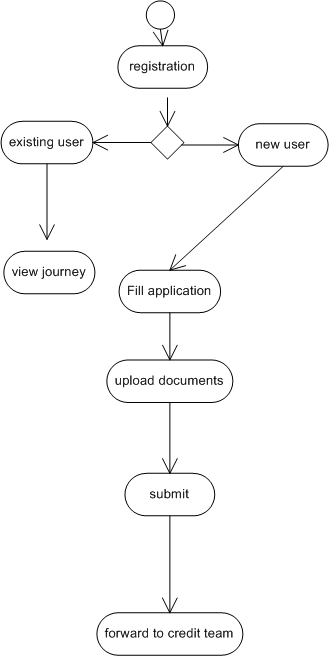 registration
existing user
new user
view journey
Fill application
upload documents
submit
forward to credit team